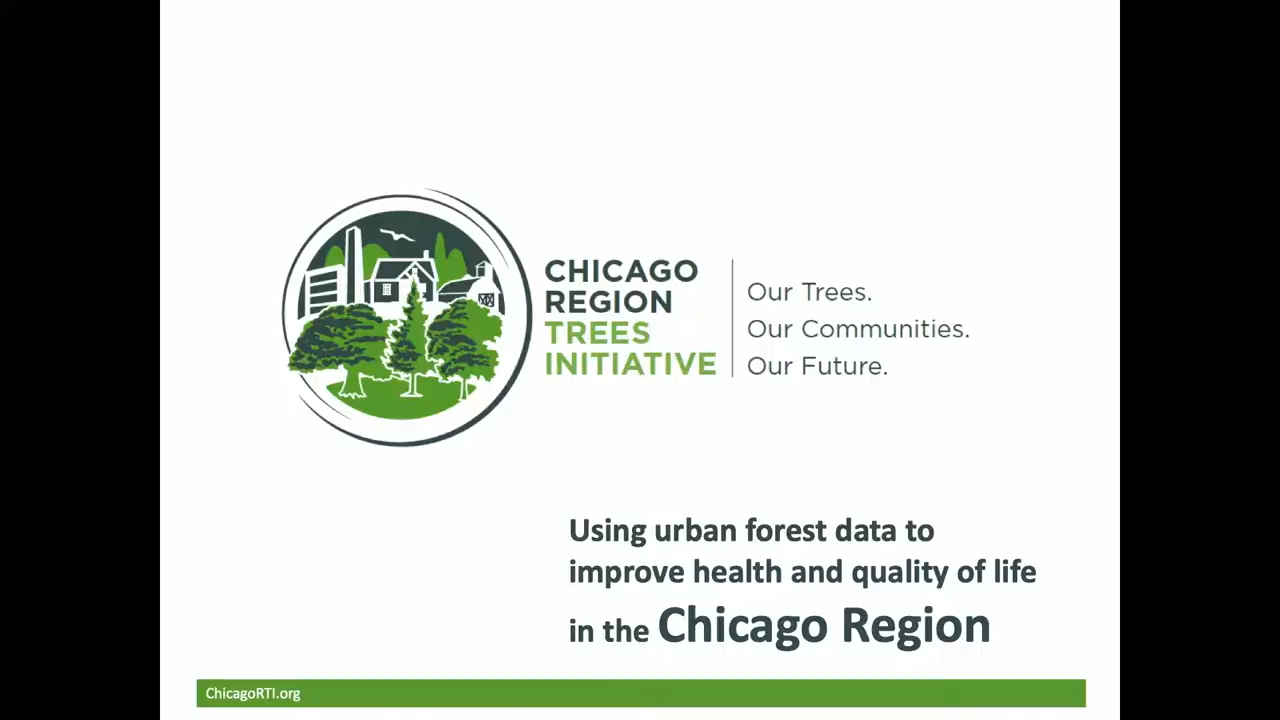 CHICAGO
REGION
TREES
INITIATIVE
Our Trees.
Our Communities.
Our Future.
Using urban forest data to
improve health and quality of life
in the Chicago Region
ChicagoRTI.org